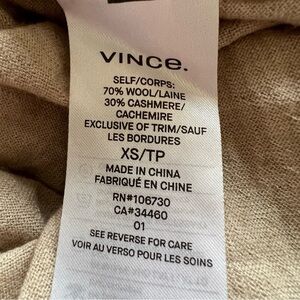 VINCE.
SELF/CORPS:
70% WOOL/LAINE
30% CASHMERE/
CACHEMIRE
EXCLUSIVE OF TRIM/SAUF
LES BORDURES
XS/TP
MADE IN CHINA
FABRIQUÉ EN CHINE
RN#106730
CA#34460
01
SEE REVERSE FOR CARE
VOIR AU VERSO POUR LES SOINS